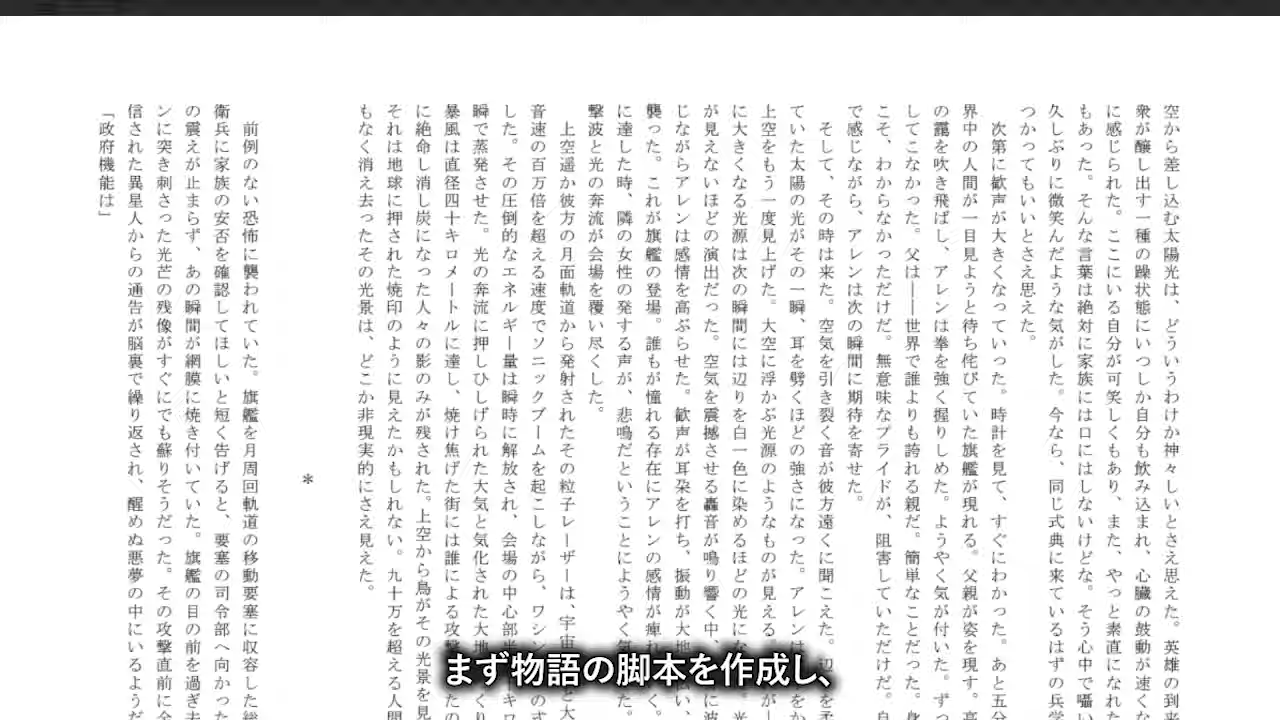 空から差し込む太陽光は、どういうわけか神々しいとさえ思えた。英雄の到来
衆が醸し出す一種の躁状態にいつしか自分も飲み込まれ、心臓の鼓動が速くな
に感じられた。ここにいる自分が可笑しくもあり、また、やっと素直になれた
もあった。そんな言葉は絶対に家族には口にはしないけどな。そう心中で囁い
久しぶりに微笑んだような気がした。今なら、同じ式典に来ているはずの兵学
つかってもいいとさえ思えた。
次第に歓声が大きくなっていった。時計を見て、すぐにわかった。あと五分
界中の人間が一目見ようと待ち侘びていた旗艦が現れる。父親が姿を現す。高
の靄を吹き飛ばし、アレンは拳を強く握りしめた。ようやく気が付いた。ずっ
してこなかった。父は――世界で誰よりも誇れる親だ。簡単なことだった。身
こそ、わからなかっただけだ。無意味なプライドが、阻害していただけだ。自
で感じながら、アレンは次の瞬間に期待を寄せた。
そして、その時は来た。空気を引き裂く音が彼方遠くに聞こえた。辺りを柔
ていた太陽の光がその一瞬、耳を劈くほどの強さになった。アレンは
上空をもう一度見上げた。大空に浮かぶ光源のようなものが見える。
に大きくなる光源は次の瞬間には辺りを白一色に染めるほどの光にな
が見えないほどの演出だった。空気を震撼させる轟音が鳴り響く中、
じながらアレンは感情を高ぶらせた。歓声が耳朶を打ち、振動が大地
襲った。これが旗艦の登場。誰もが憧れる存在にアレンの感情が痺れ
に達した時、隣の女性の発する声が、悲鳴だということにようやく気
撃波と光の奔流が会場を覆い尽くした。
上空遥か彼方の月面軌道から発射されたその粒子レーザーは、宇宙
音速の百万倍を超える速度でソニックブームを起こしながら、ワシン
した。その圧倒的なエネルギー量は瞬時に解放され、会場の中心部半
瞬で蒸発させた。光の奔流に押しひしげられた大気と気化された大地
暴風は直径四十キロメートルに達し、焼け焦げた街には誰による攻撃
に絶命し消し炭になった人々の影のみが残された。上空から鳥がその光景を見
それは地球に押された焼印のように見えたかもしれない。九十万を超える人間
もなく消え去ったその光景は、どこか非現実的にさえ見えた。
*
前例のない恐怖に襲われていた。旗艦を月周回軌道の移動要塞に収容した総
衛兵に家族の安否を確認してほしいと短く告げると、要塞の司令部へ向かった
の震えが止まらず、あの瞬間が網膜に焼き付いていた。旗艦の目の前を過ぎ去
ンに突き刺さった光芒の残像がすぐにでも蘇りそうだった。その攻撃直前に全
信された異星人からの通告が脳裏で繰り返され、醒めぬ悪夢の中にいるようだ
「政府機能は」
まず物語の脚本を作成し、